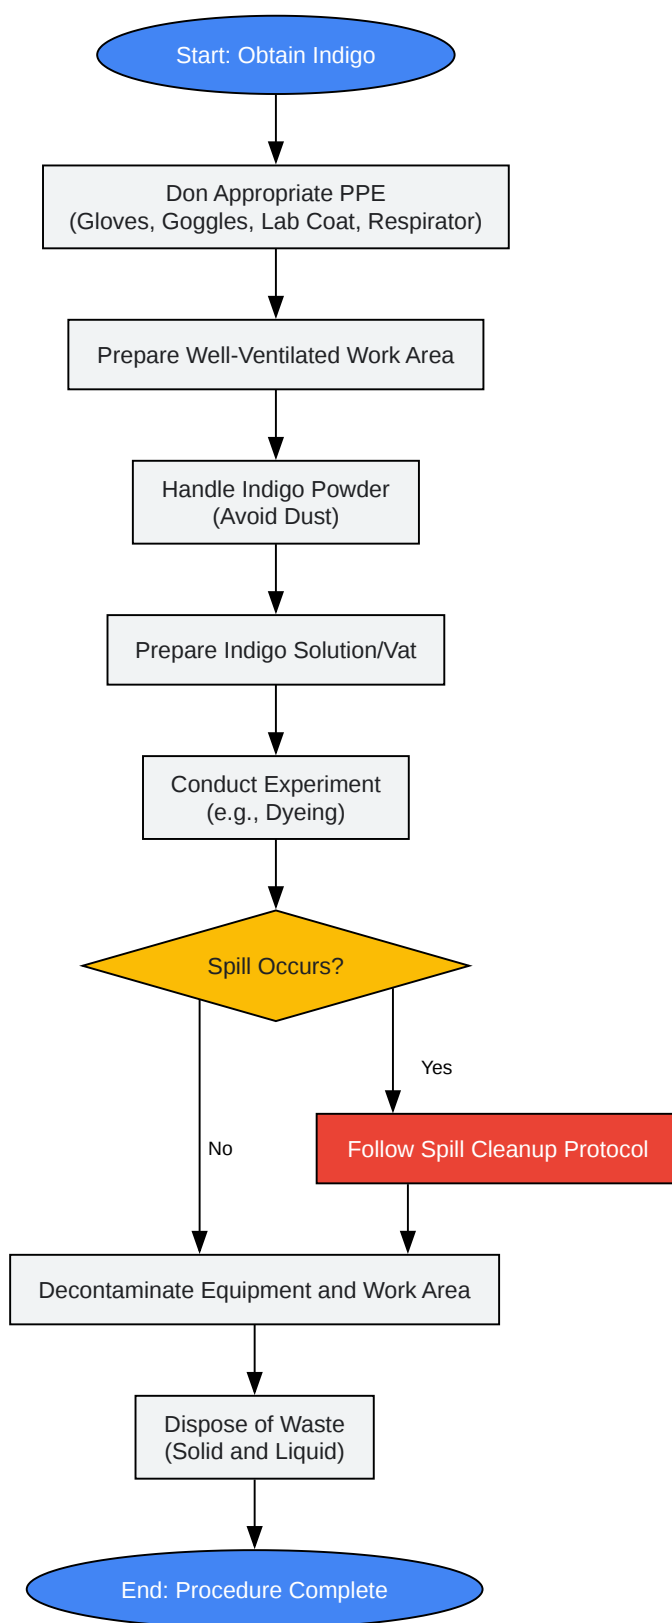 Start: Obtain Indigo
Don Appropriate PPE
(Gloves, Goggles, Lab Coat, Respirator)
Prepare Well-Ventilated Work Area
Handle Indigo Powder
(Avoid Dust)
Prepare Indigo Solution/Vat
Conduct Experiment
(e.g., Dyeing)
Spill Occurs?
Yes
No
Follow Spill Cleanup Protocol
Decontaminate Equipment and Work Area
Dispose of Waste
(Solid and Liquid)
End: Procedure Complete